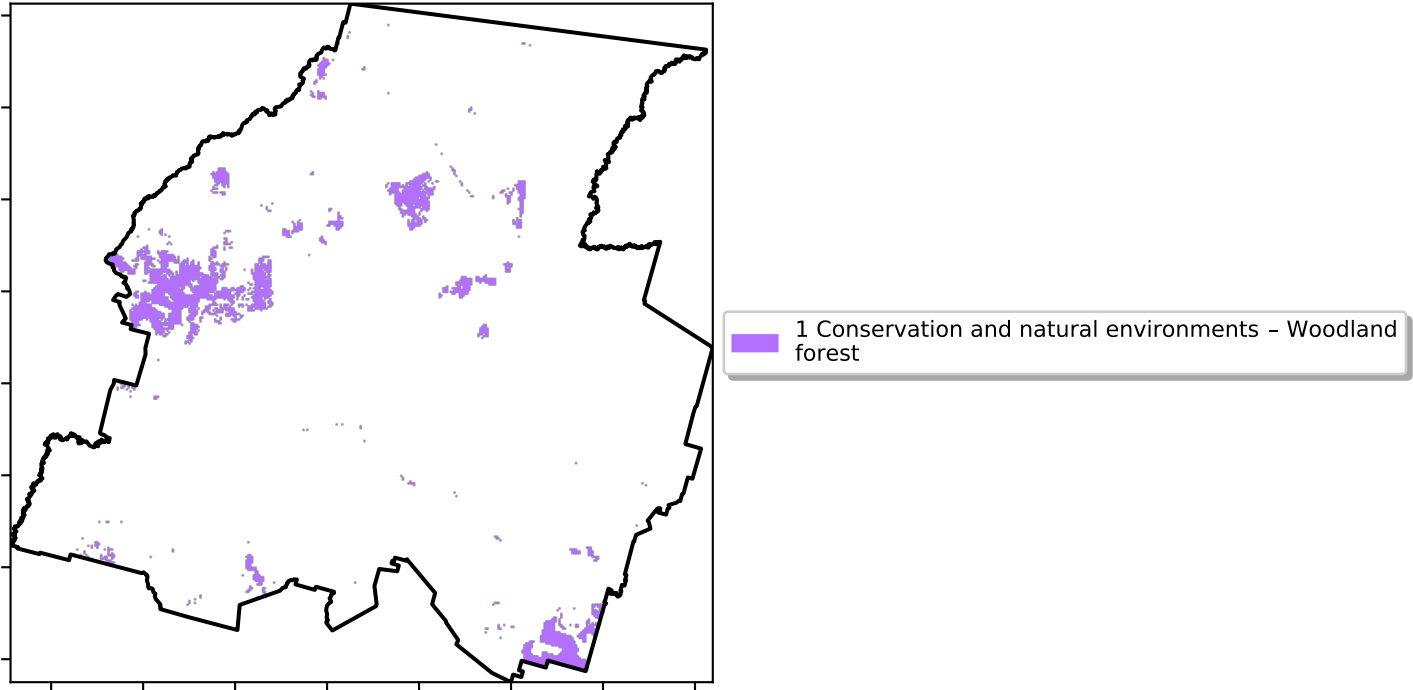 1 Conservation and natural environments – Woodland
forest